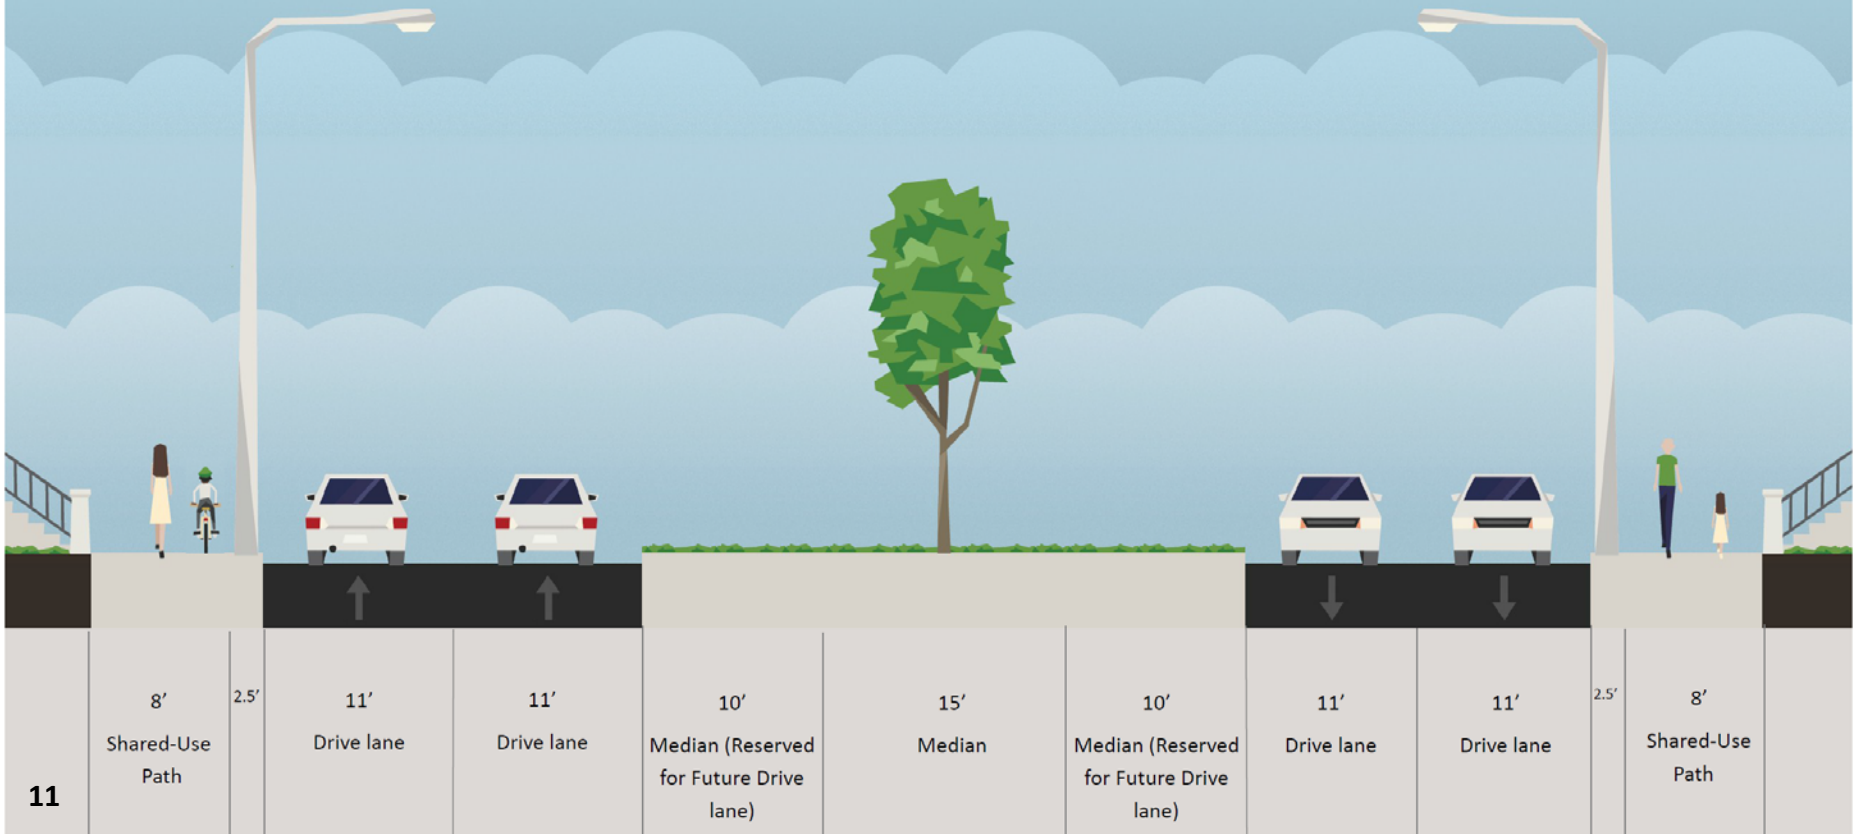 8’
Shared-Use
Path
2.5’
11’
Drive lane
11’
Drive lane
10’
Median (Reserved
for Future Drive
lane)
15’
Median
10’
Median (Reserved
for Future Drive
lane)
11’
Drive lane
11’
Drive lane
2.5’
8’
Shared-Use
Path
11